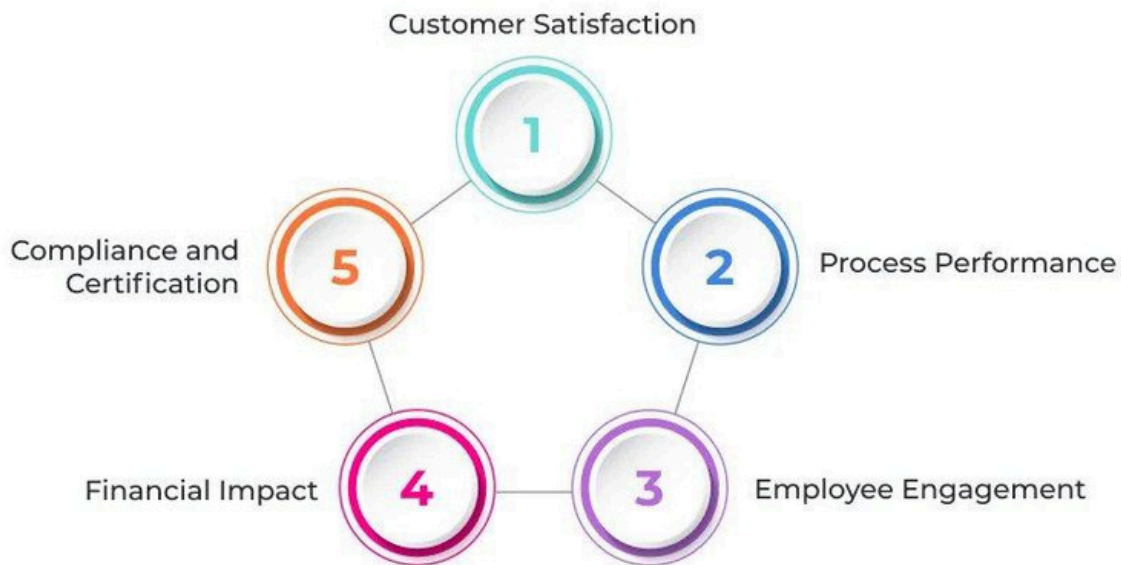 Customer Satisfaction
1
2
Process Performance
3
Employee Engagement
4
Financial Impact
5
Compliance and
Certification